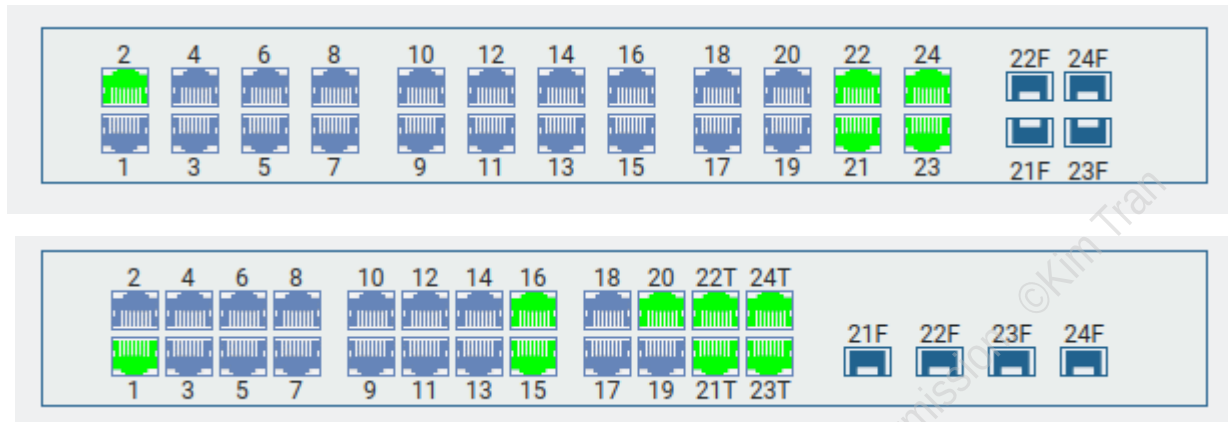 2 4 6 8 10 12 14 16 18 20 22 24 22F 24F
1 3 5 7 9 11 13 15 17 19 21 23 21F 23F
2 4 6 8 10 12 14 16 18 20 22T 24T
21F 22F 23F 24F
1 3 5 7 9 11 13 15 17 19 21T 23T
©Kim Tran